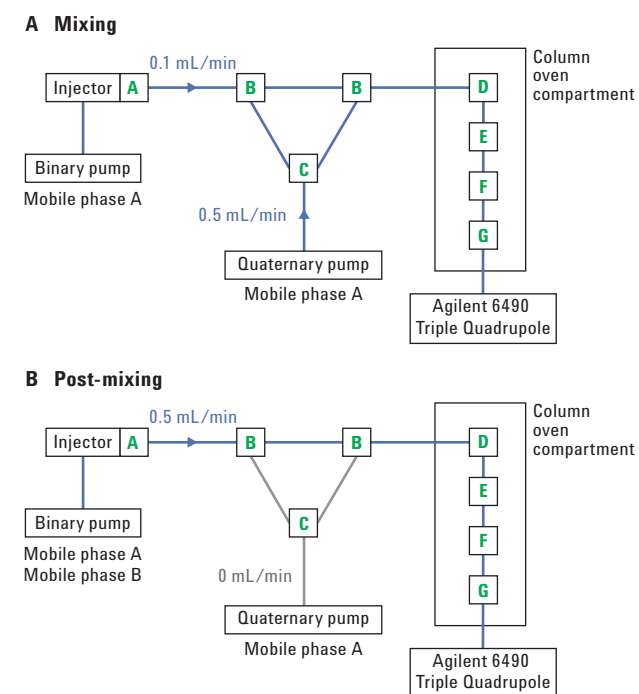 A Mixing
0.1 mL/min
Column
oven
compartment
Injector A
B
B
D
E
Binary pump
Mobile phase A
C
F
0.5 mL/min
G
Quaternary pump
Mobile phase A
Agilent 6490
Triple Quadrupole
B Post-mixing
0.5 mL/min
Column
oven
compartment
Injector A
B
B
D
E
Binary pump
Mobile phase A
Mobile phase B
C
F
0 mL/min
G
Quaternary pump
Mobile phase A
Agilent 6490
Triple Quadrupole